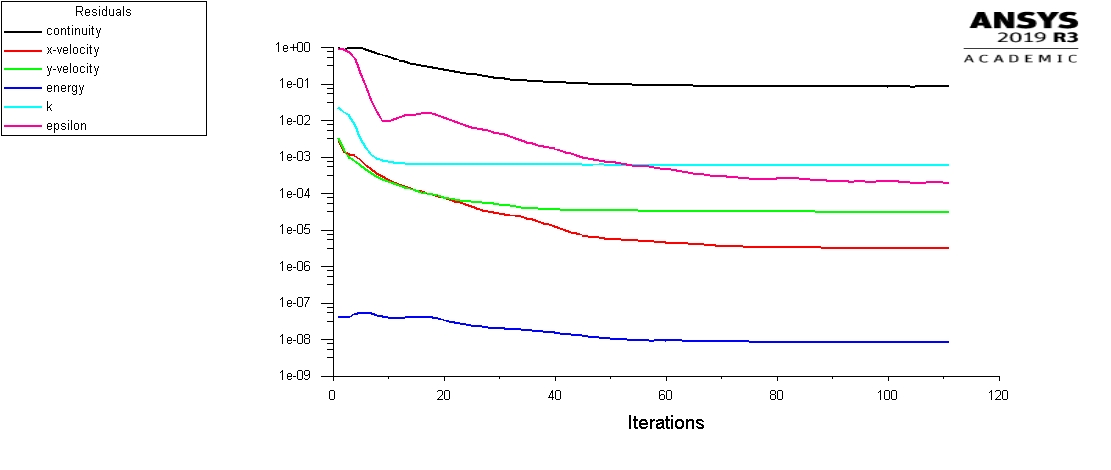 Residuals
continuity
x-velocity
y-velocity
energy
k
epsilon
ANSYS
2019 R3
ACADEMIC
1e+00
1e-01
1e-02
1e-03
1e-04
1e-05
1e-06
1e-07
1e-08
1e-09
0 20 40 60 80 100 120
Iterations